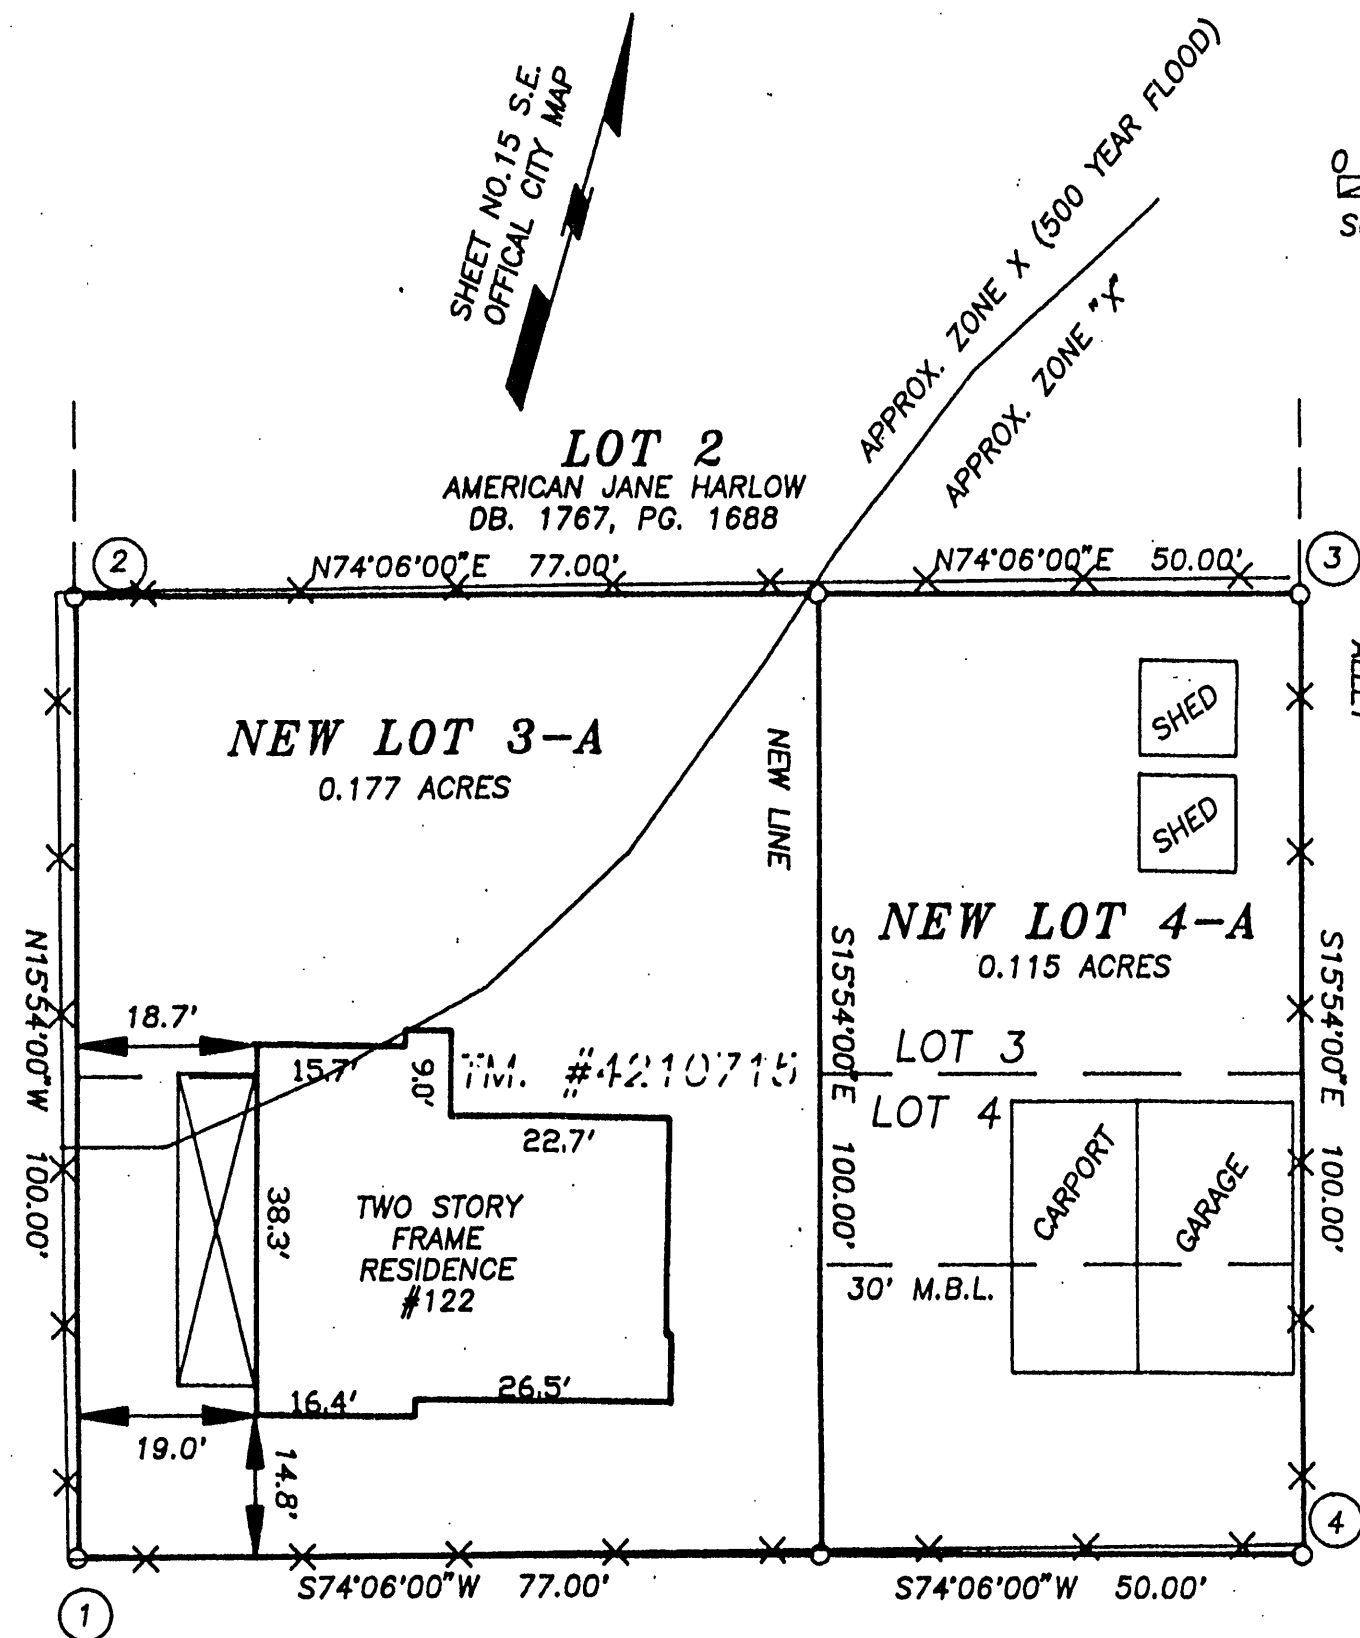 SHEET NO.15 S.E.
OFFICAL CITY MAP
APPROX. ZONE X (500 YEAR FLOOD)
APPROX. ZONE "X"
0
LOT 2
AMERICAN JANE HARLOW
DB. 1767, PG. 1688
2
N74°06'00"E 77.00'
N74°06'00"E 50.00'
3
NEW LOT 3-A
0.177 ACRES
NEW LINE
SHED
SHED
ALLEY
NEW LOT 4-A
0.115 ACRES
N15°54'00"W 100.00'
S15°54'00"E 100.00'
S15°54'00"E 100.00'
18.7'
15.7'
9.0'
TM. #4210715
LOT 3
LOT 4
22.7'
38.3'
TWO STORY
FRAME
RESIDENCE
#122
CARPORT
GARAGE
30' M.B.L.
16.4'
26.5'
19.0'
14.8'
4
S74°06'00"W 77.00'
S74°06'00"W 50.00'
1